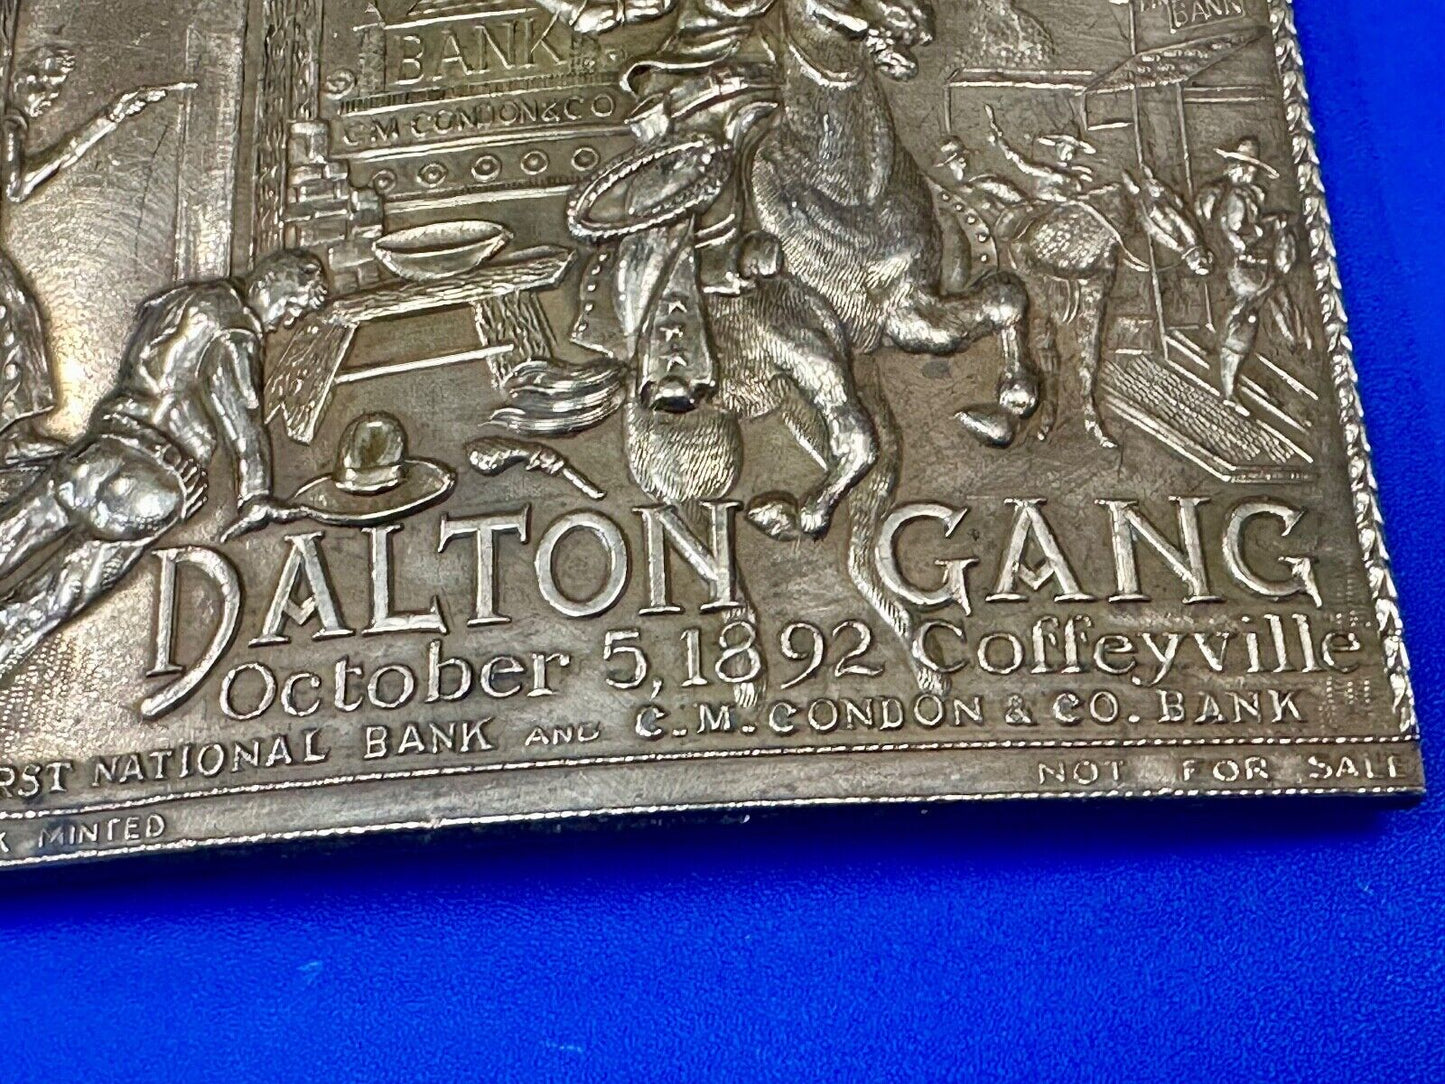 BANK
C.M. CONDON & CO
BANK
DALTON GANG
October 5, 1892 Coffeyville
NATIONAL BANK AND C.M. CONDON & CO. BANK
NOT FOR SALE
MINTED